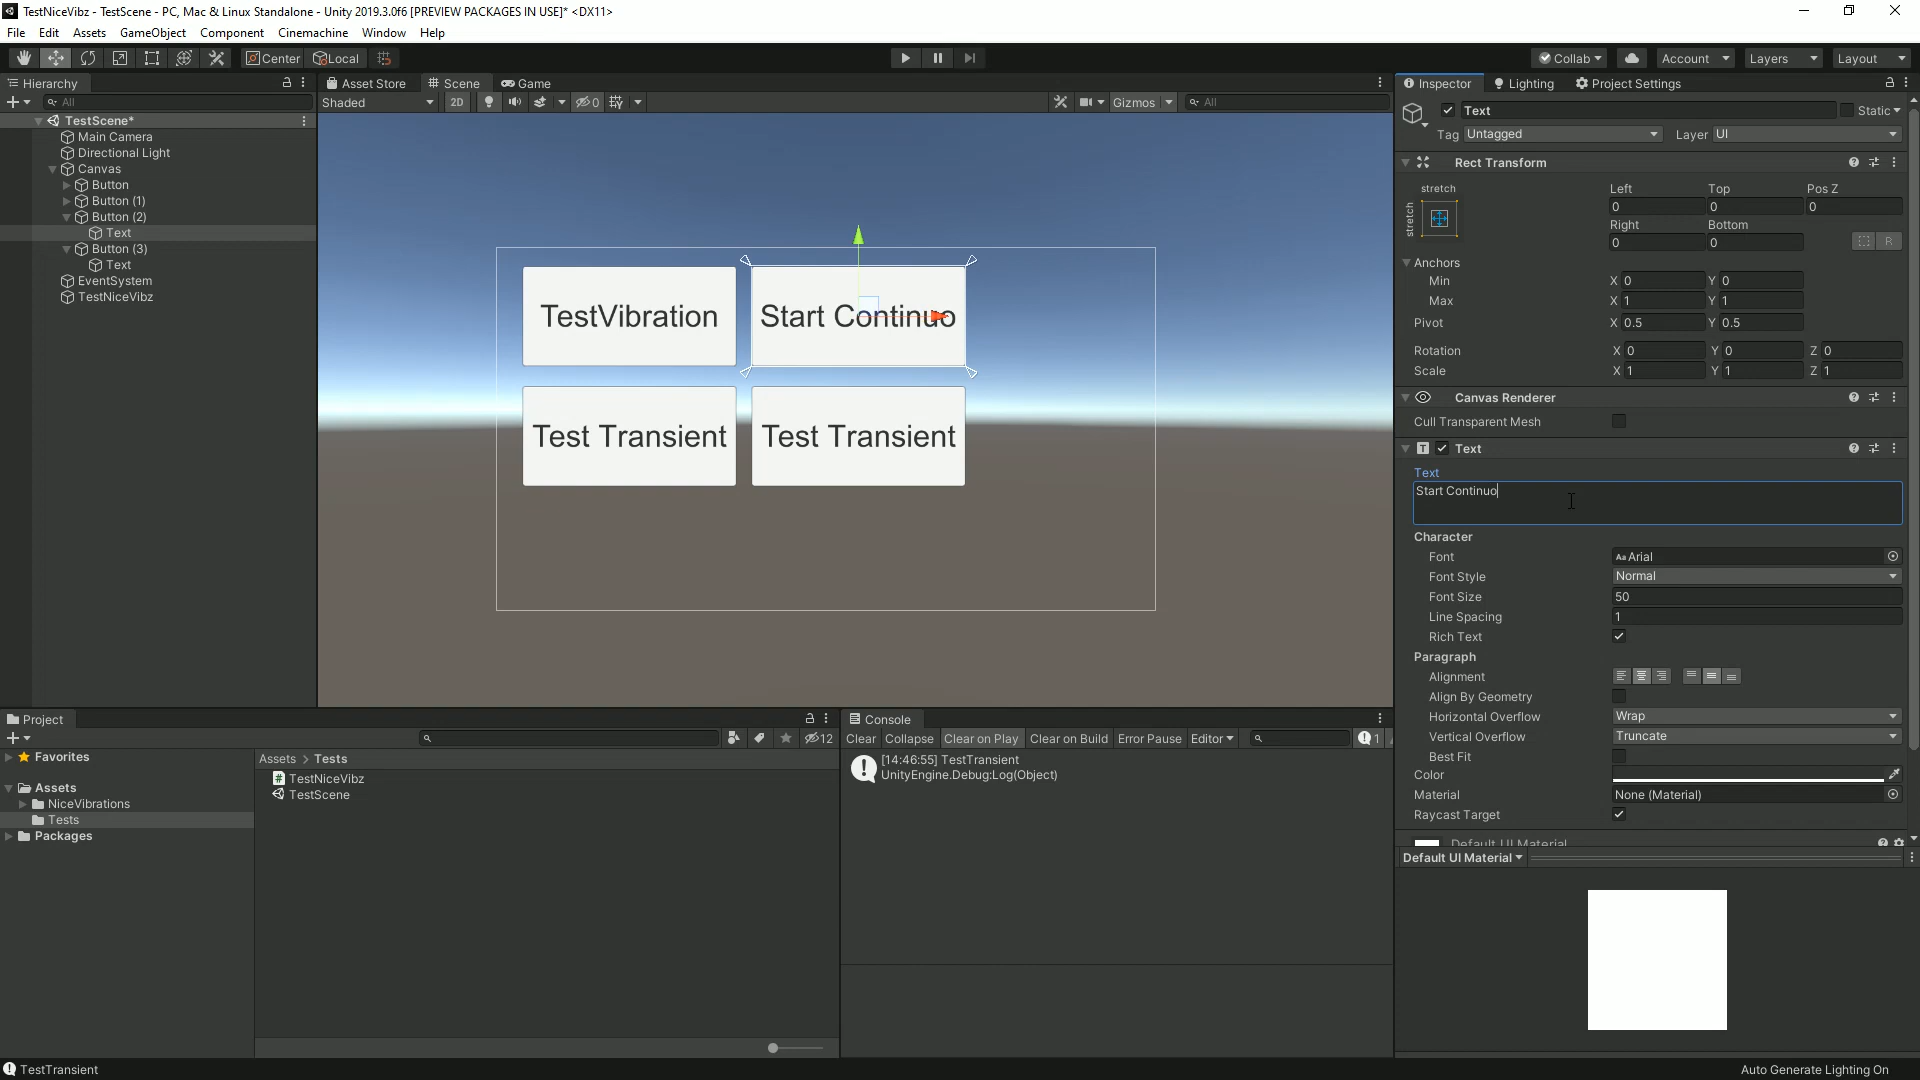 TestNiceVibz - TestScene - PC, Mac & Linux Standalone - Unity 2019.3.0f6 [PREVIEW PACKAGES IN USE]* <DX11>
File Edit Assets GameObject Component Cinemachine Window Help
Center Local Collab Account Layers Layout
Hierarchy
All
TestScene*
Main Camera
Directional Light
Canvas
Button
Button (1)
Button (2)
Text
Button (3)
Text
EventSystem
TestNiceVibz
Asset Store Scene Game
Shaded 2D 0 Gizmos All
TestVibration Start Continuo
Test Transient Test Transient
Inspector Lighting Project Settings
Text Static
Tag Untagged Layer UI
Rect Transform
stretch Left Top Pos Z
stretch 0 0 0
Right Bottom
0 0 R
Anchors
Min X 0 Y 0
Max X 1 Y 1
Pivot X 0.5 Y 0.5
Rotation X 0 Y 0 Z 0
Scale X 1 Y 1 Z 1
Canvas Renderer
Cull Transparent Mesh
Text
Text
Start Continuo
Character
Font Aa Arial
Font Style Normal
Font Size 50
Line Spacing 1
Rich Text
Paragraph
Alignment
Align By Geometry
Horizontal Overflow Wrap
Vertical Overflow Truncate
Best Fit
Color
Material None (Material)
Raycast Target
Default UI Material
Default UI Material
Project
12
Favorites
Assets
NiceVibrations
Tests
Packages
Assets > Tests
TestNiceVibz
TestScene
Console
Clear Collapse Clear on Play Clear on Build Error Pause Editor 1
[14:46:55] TestTransient
UnityEngine.Debug:Log(Object)
TestTransient
Auto Generate Lighting On